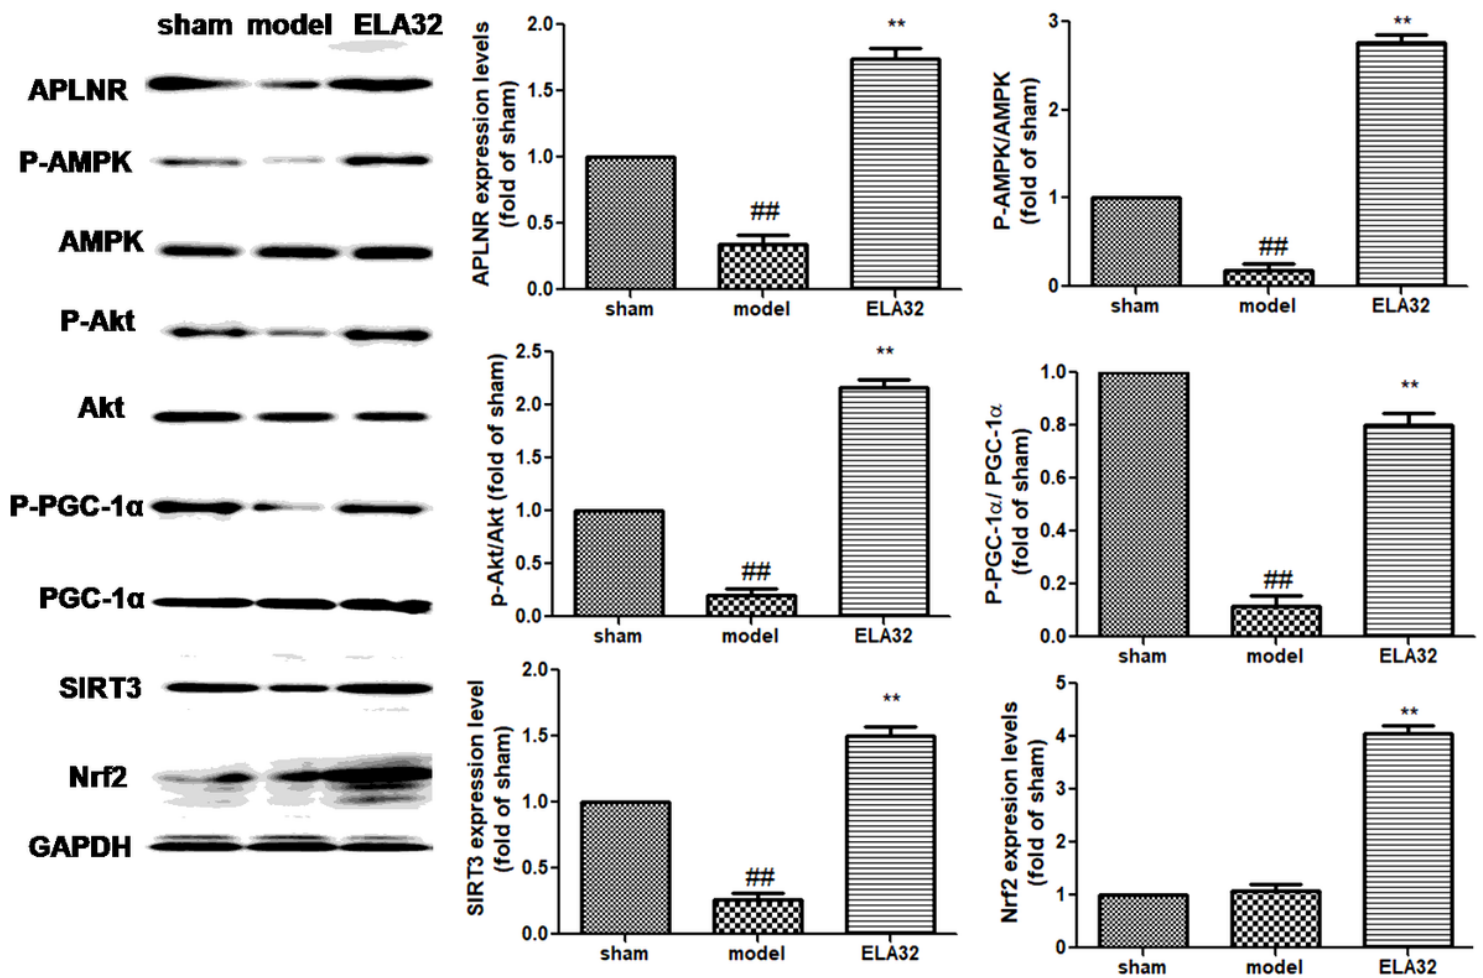 sham model ELA32
APLNR
P-AMPK
AMPK
P-Akt
Akt
P-PGC-1α
PGC-1α
SIRT3
Nrf2
GAPDH
APLNR expression levels
(fold of sham)
2.0
1.5
1.0
0.5
0.0
##
**
sham model ELA32
P-AMPK/AMPK
(fold of sham)
3
2
1
0
##
**
sham model ELA32
p-Akt/Akt (fold of sham)
2.5
2.0
1.5
1.0
0.5
0.0
##
**
sham model ELA32
P-PGC-1α/ PGC-1α
(fold of sham)
1.0
0.8
0.6
0.4
0.2
0.0
##
**
sham model ELA32
SIRT3 expression level
(fold of sham)
2.0
1.5
1.0
0.5
0.0
##
**
sham model ELA32
Nrf2 expression levels
(fold of sham)
5
4
3
2
1
0
**
sham model ELA32